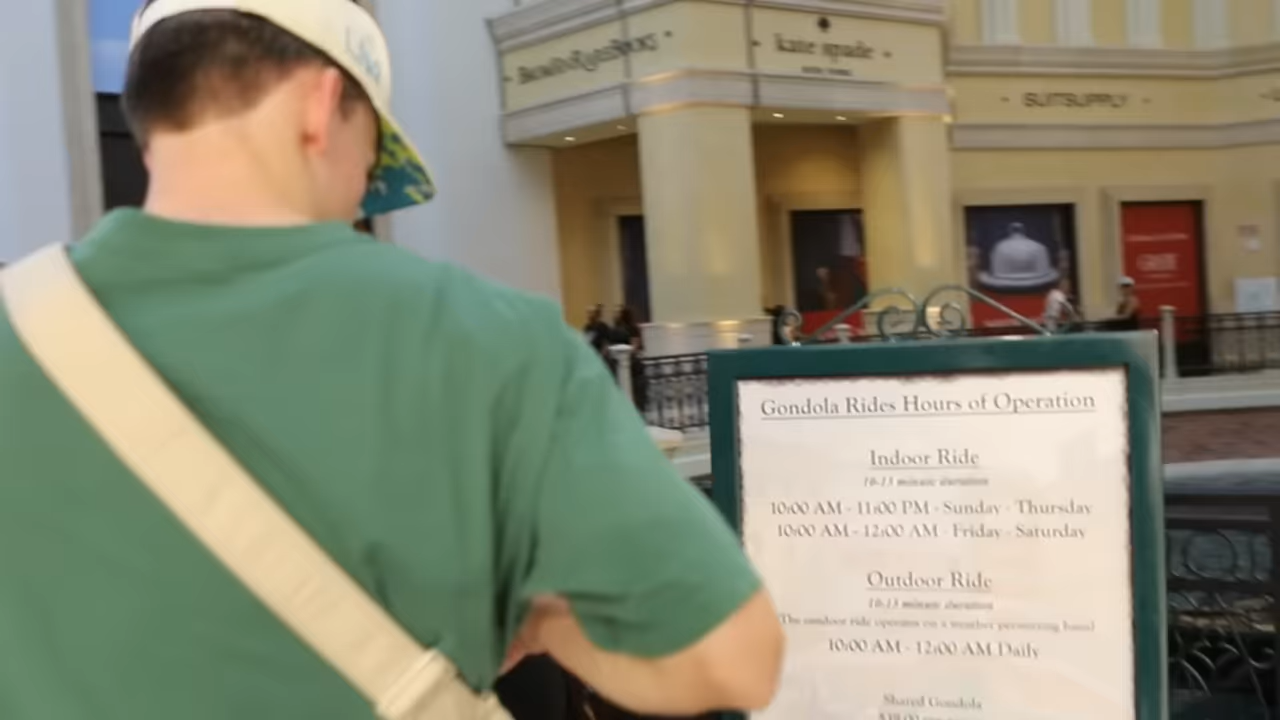 kate spade
NEW YORK
SUITSUPPLY
Gondola Rides Hours of Operation
Indoor Ride
10-13 minute duration
10:00 AM - 11:00 PM - Sunday - Thursday
10:00 AM - 12:00 AM - Friday - Saturday
Outdoor Ride
10-13 minute duration
The outdoor ride operates on a weather permitting basis!
10:00 AM - 12:00 AM Daily
Shared Gondola